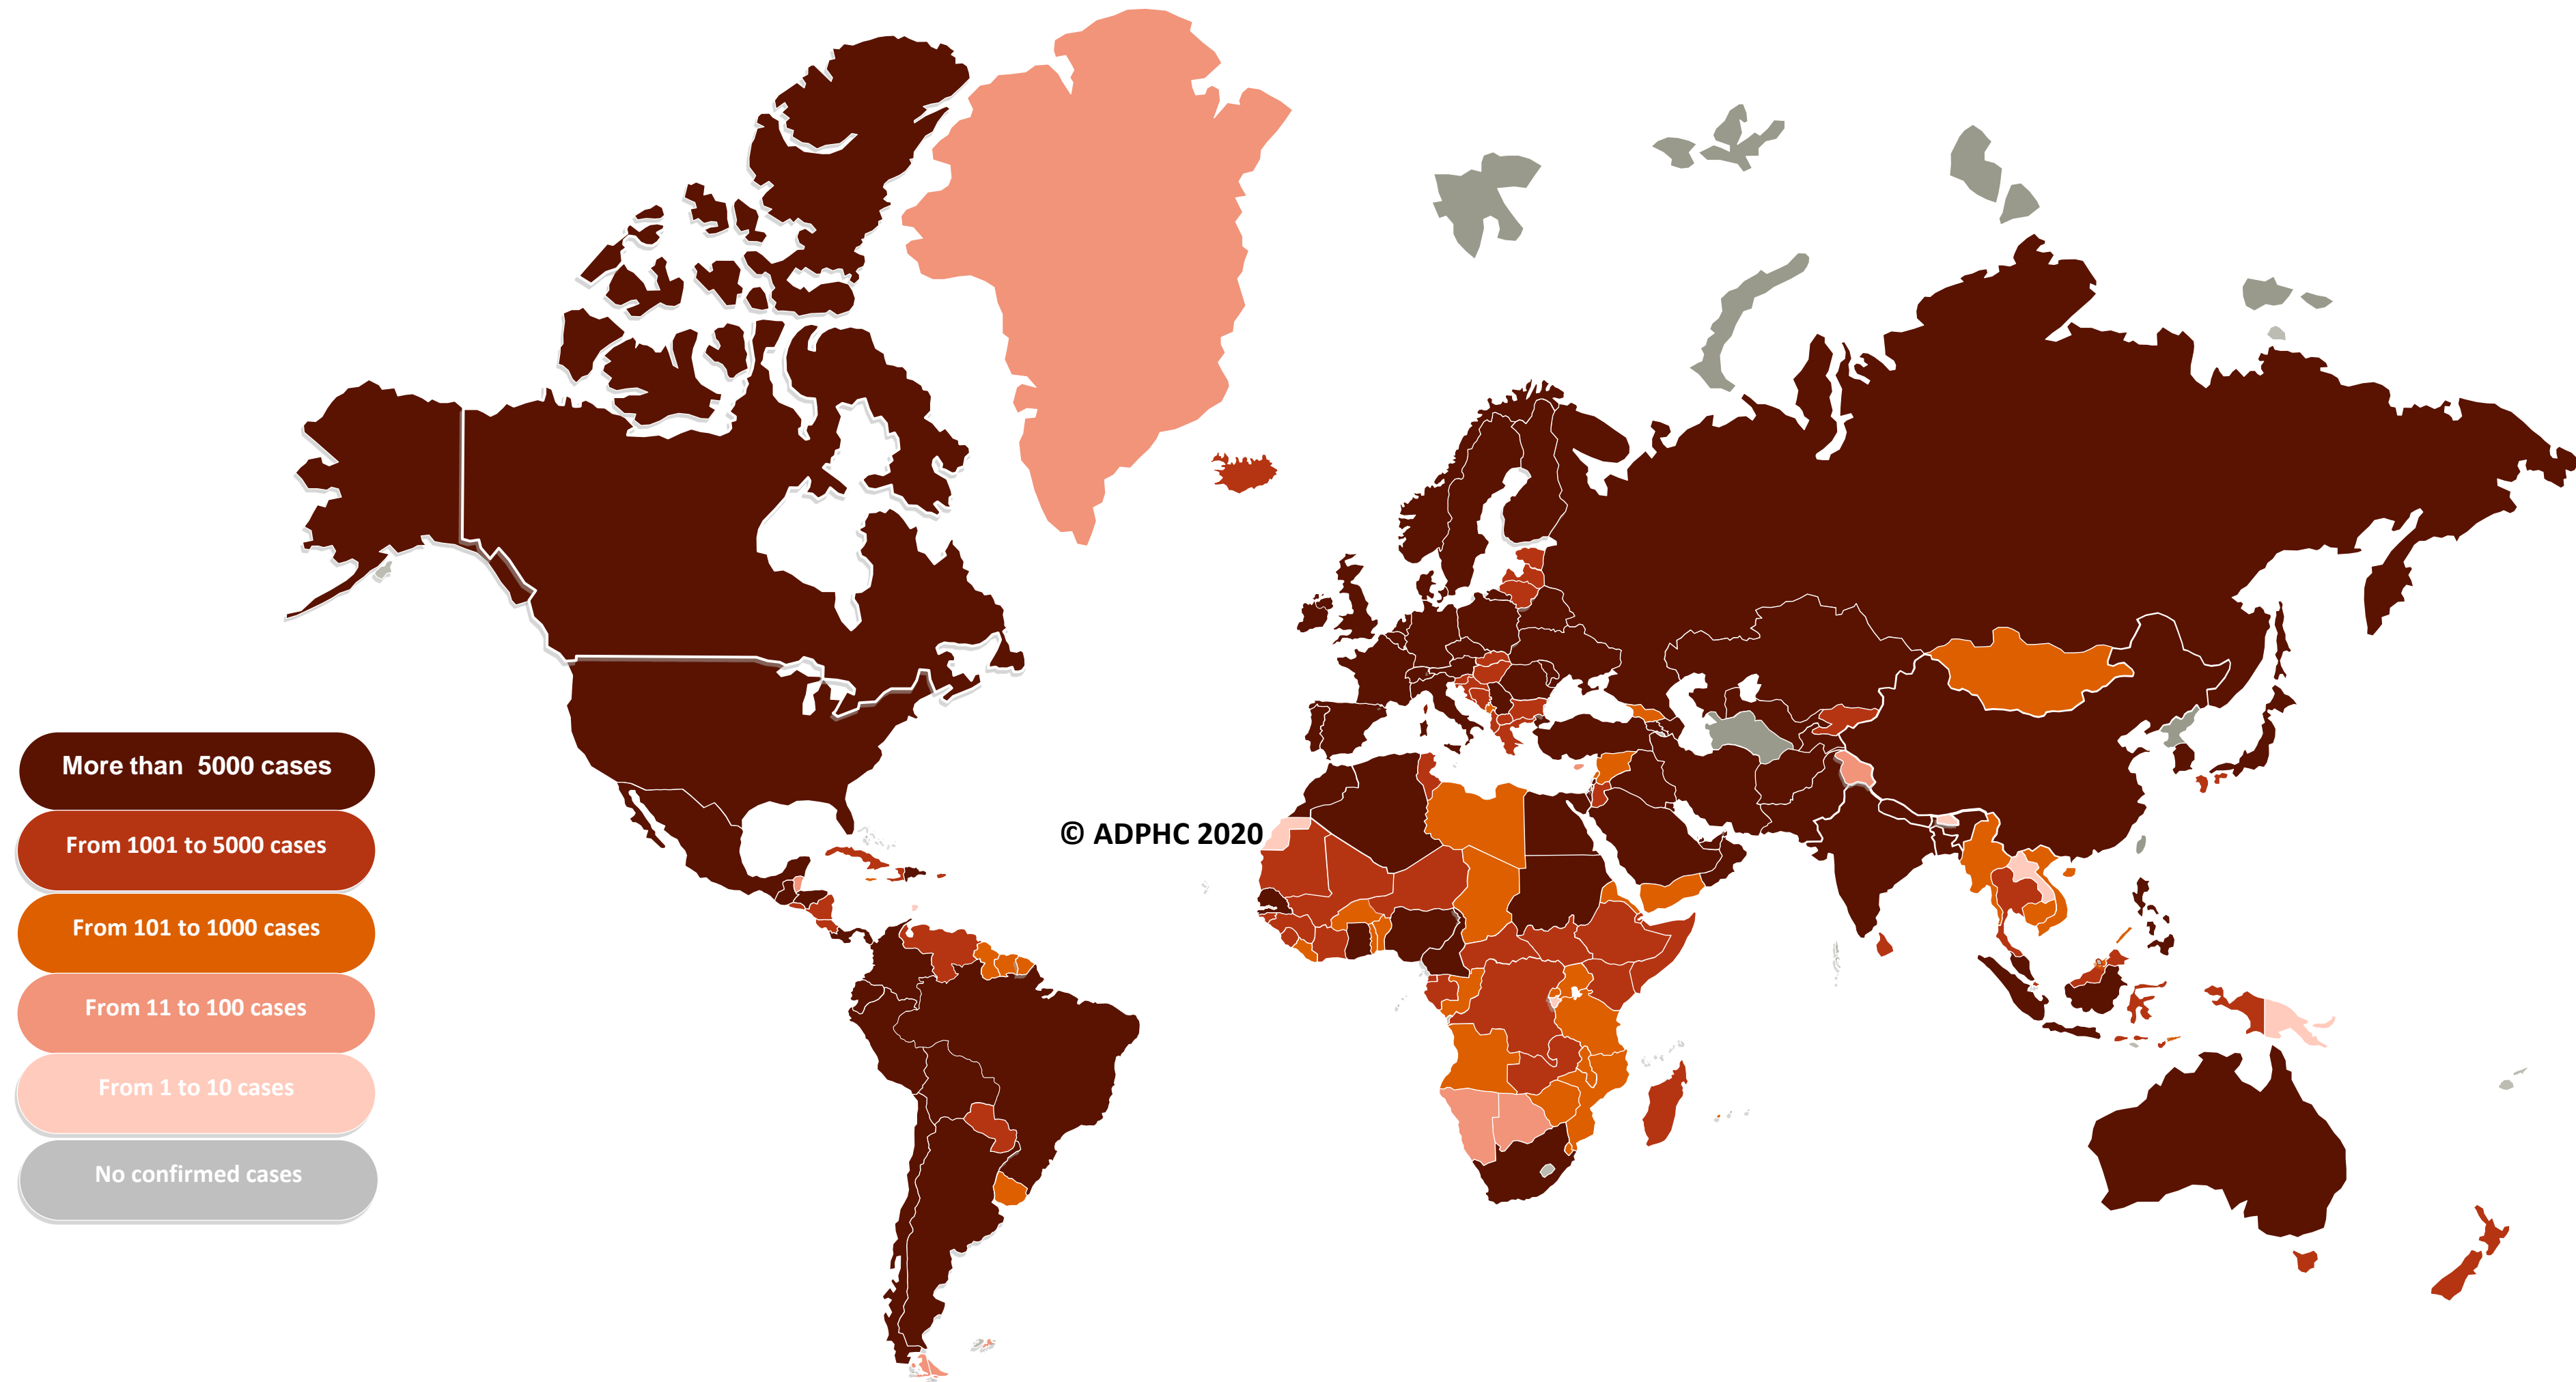 More than  5000 cases
From 1001 to 5000 cases
© ADPHC 2020
From 101 to 1000 cases
From 11 to 100 cases
From 1 to 10 cases
No confirmed cases